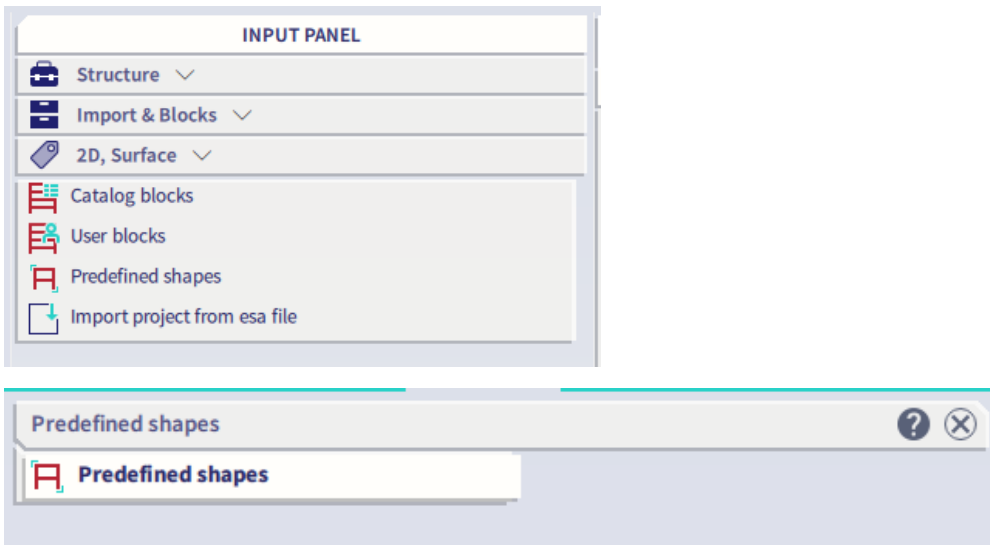 INPUT PANEL
Structure
Import & Blocks
2D, Surface
Catalog blocks
User blocks
Predefined shapes
Import project from esa file
Predefined shapes
?
Predefined shapes